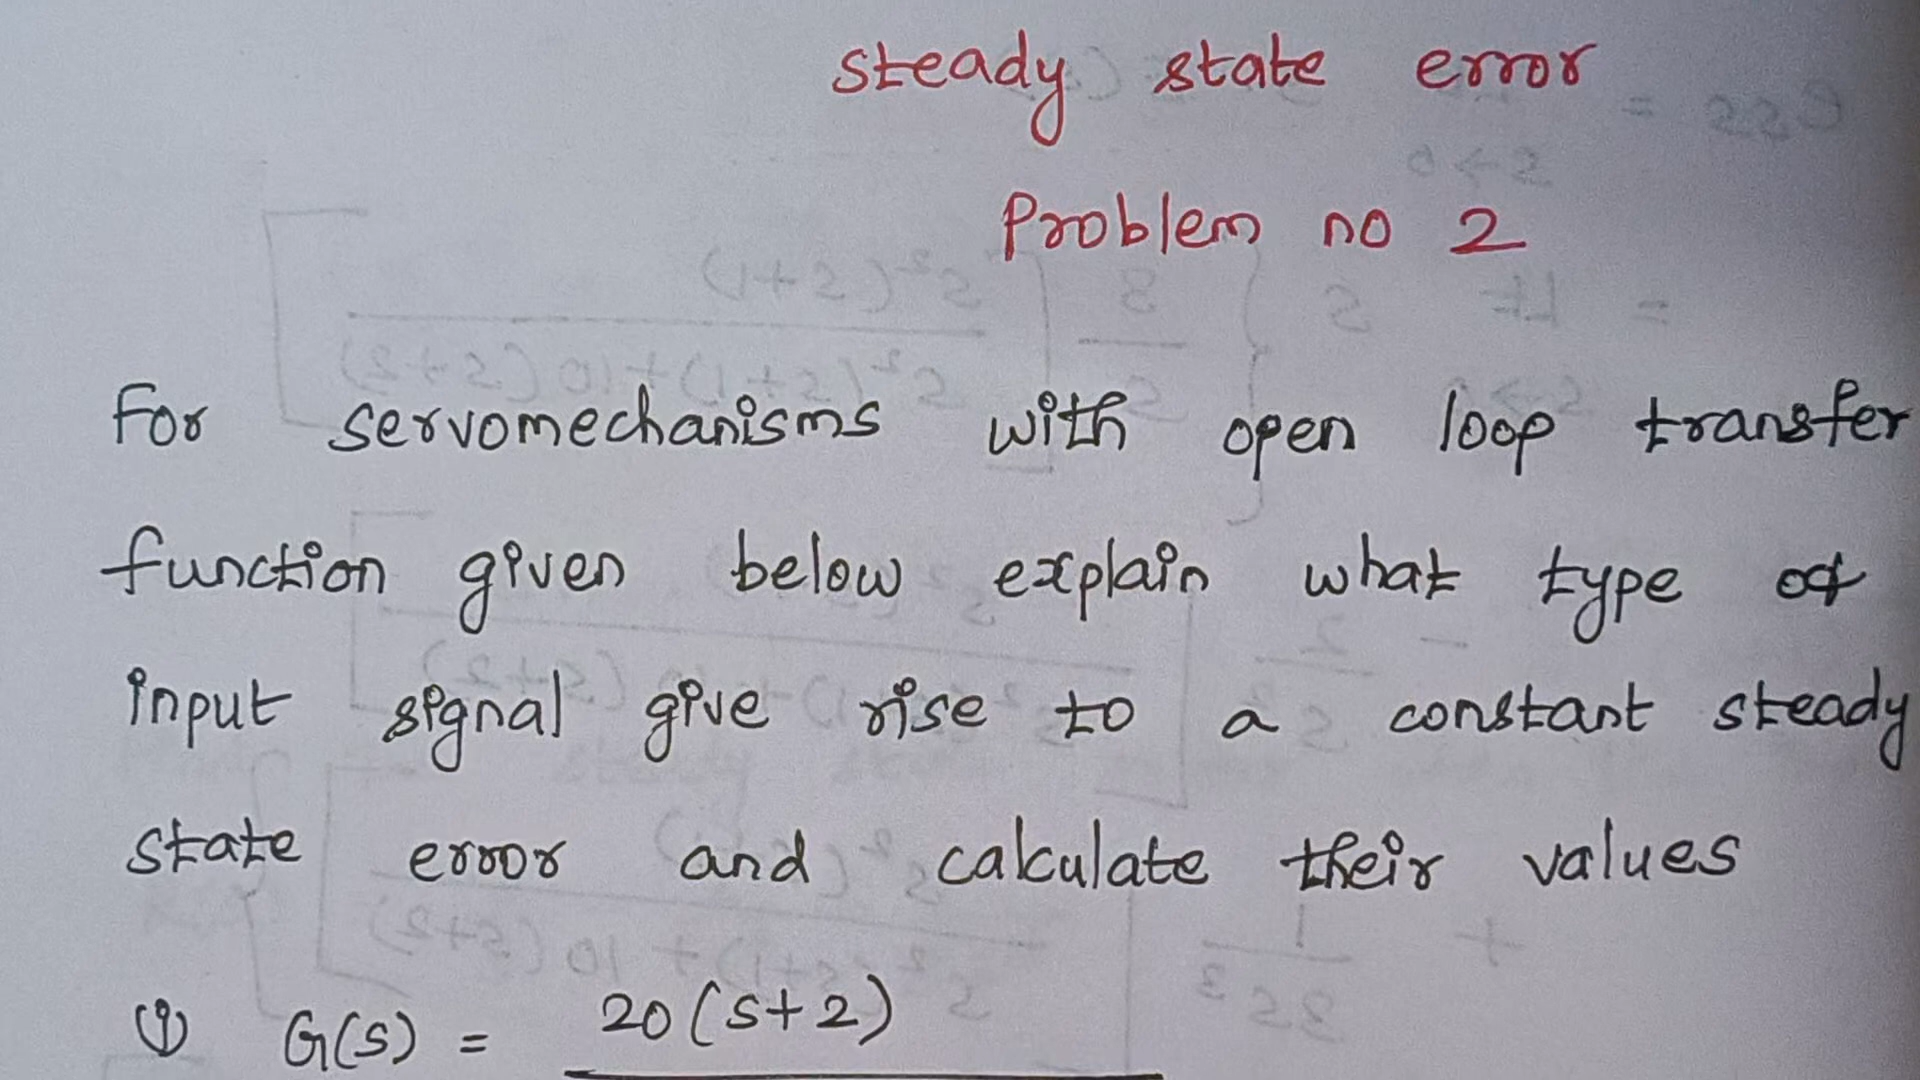 steady state error
Problem no 2
For servomechanisms with open loop transfer
function given below explain what type of
input signal give rise to a constant steady
state error and calculate their values
(i) G(s) = 20(s+2)